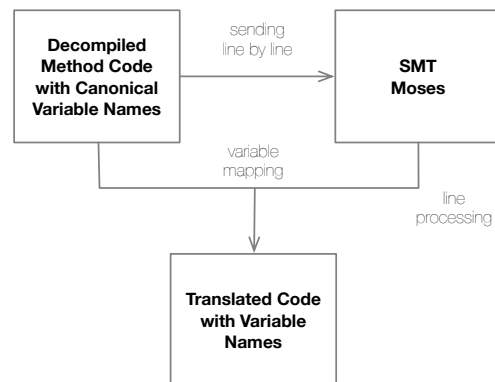 Decompiled
Method Code
with Canonical
Variable Names
sending
line by line
SMT
Moses
variable
mapping
line
processing
Translated Code
with Variable
Names